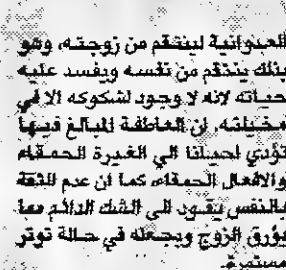 العدوانية لينتقم من زوجته، وهو
بذلك ينتقم من نفسه ويفسد عليه
حياته لانه لا وجود لشكوكه الا في
مخيلته. ان العاطفة المبالغ فيها
تؤدي احيانا الى الغيرة الحمقاء
والافعال الحمقاء، كما ان عدم الثقة
بالنفس يقود الى الشك الدائم مما
يؤرق الزوج ويجعله في حالة توتر
مستمرة.